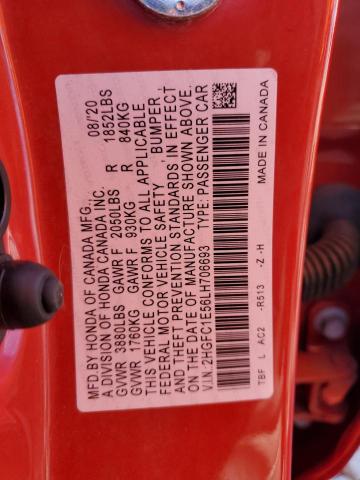 MFD.BY HONDA OF CANADA MFG. 08/'20
A DIVISION OF HONDA CANADA INC.
GVWR 3880LBS GAWR F 2050LBS R 1852LBS
GVWR 1760KG GAWR F 930KG R 840KG
THIS VEHICLE CONFORMS TO ALL APPLICABLE
FEDERAL MOTOR VEHICLE SAFETY, BUMPER,
AND THEFT PREVENTION STANDARDS IN EFFECT
ON THE DATE OF MANUFACTURE SHOWN ABOVE.
V.I.N.:2HGFC1E56LH706693 TYPE:PASSENGER CAR
TBF L AC2 -R513 -Z -H MADE IN CANADA